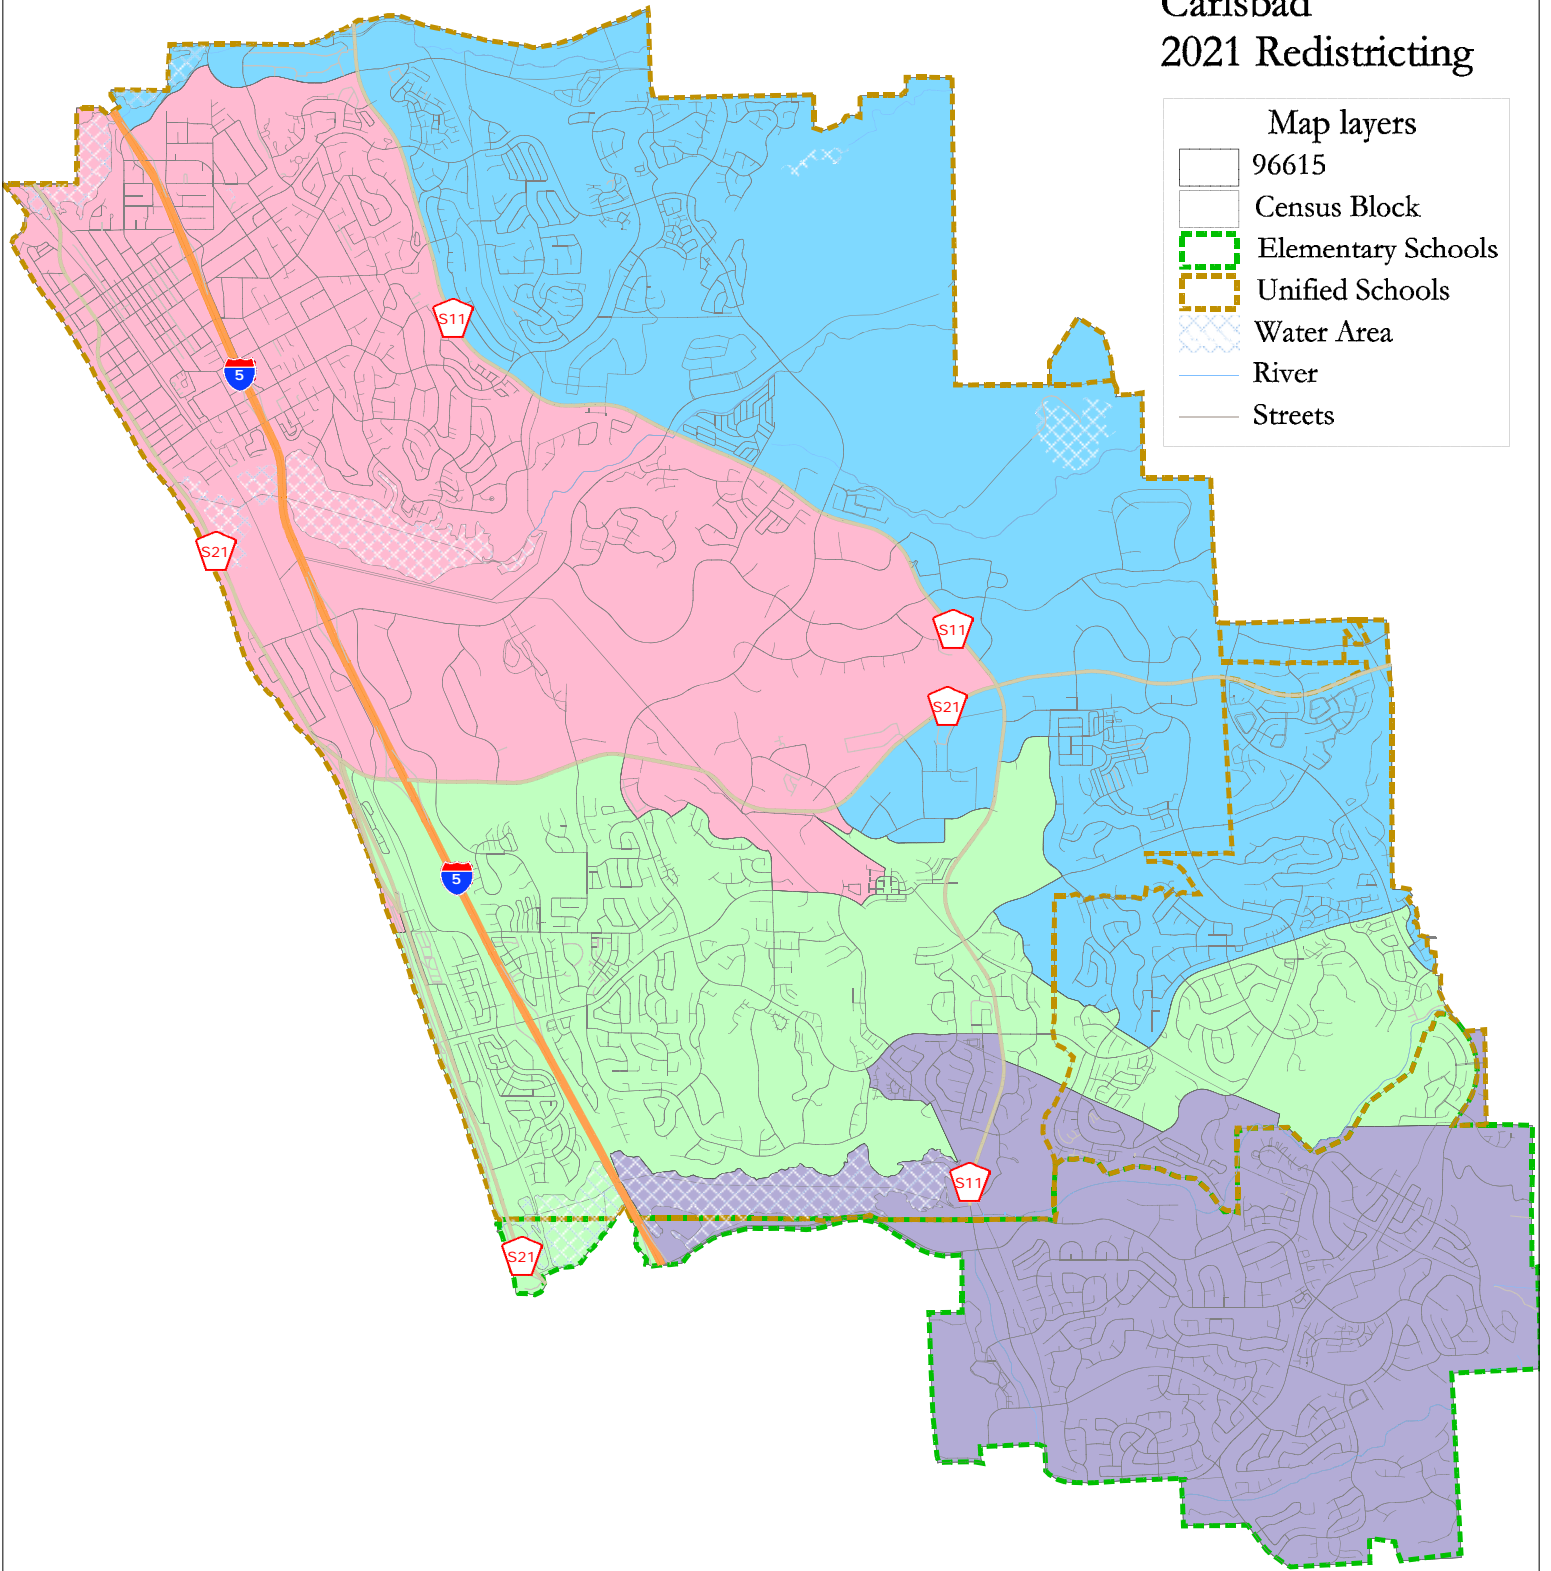 Carlsbad
2021 Redistricting
Map layers
96615
Census Block
Elementary Schools
Unified Schools
Water Area
River
Streets
S11
5
S21
S11
S21
5
S11
S21